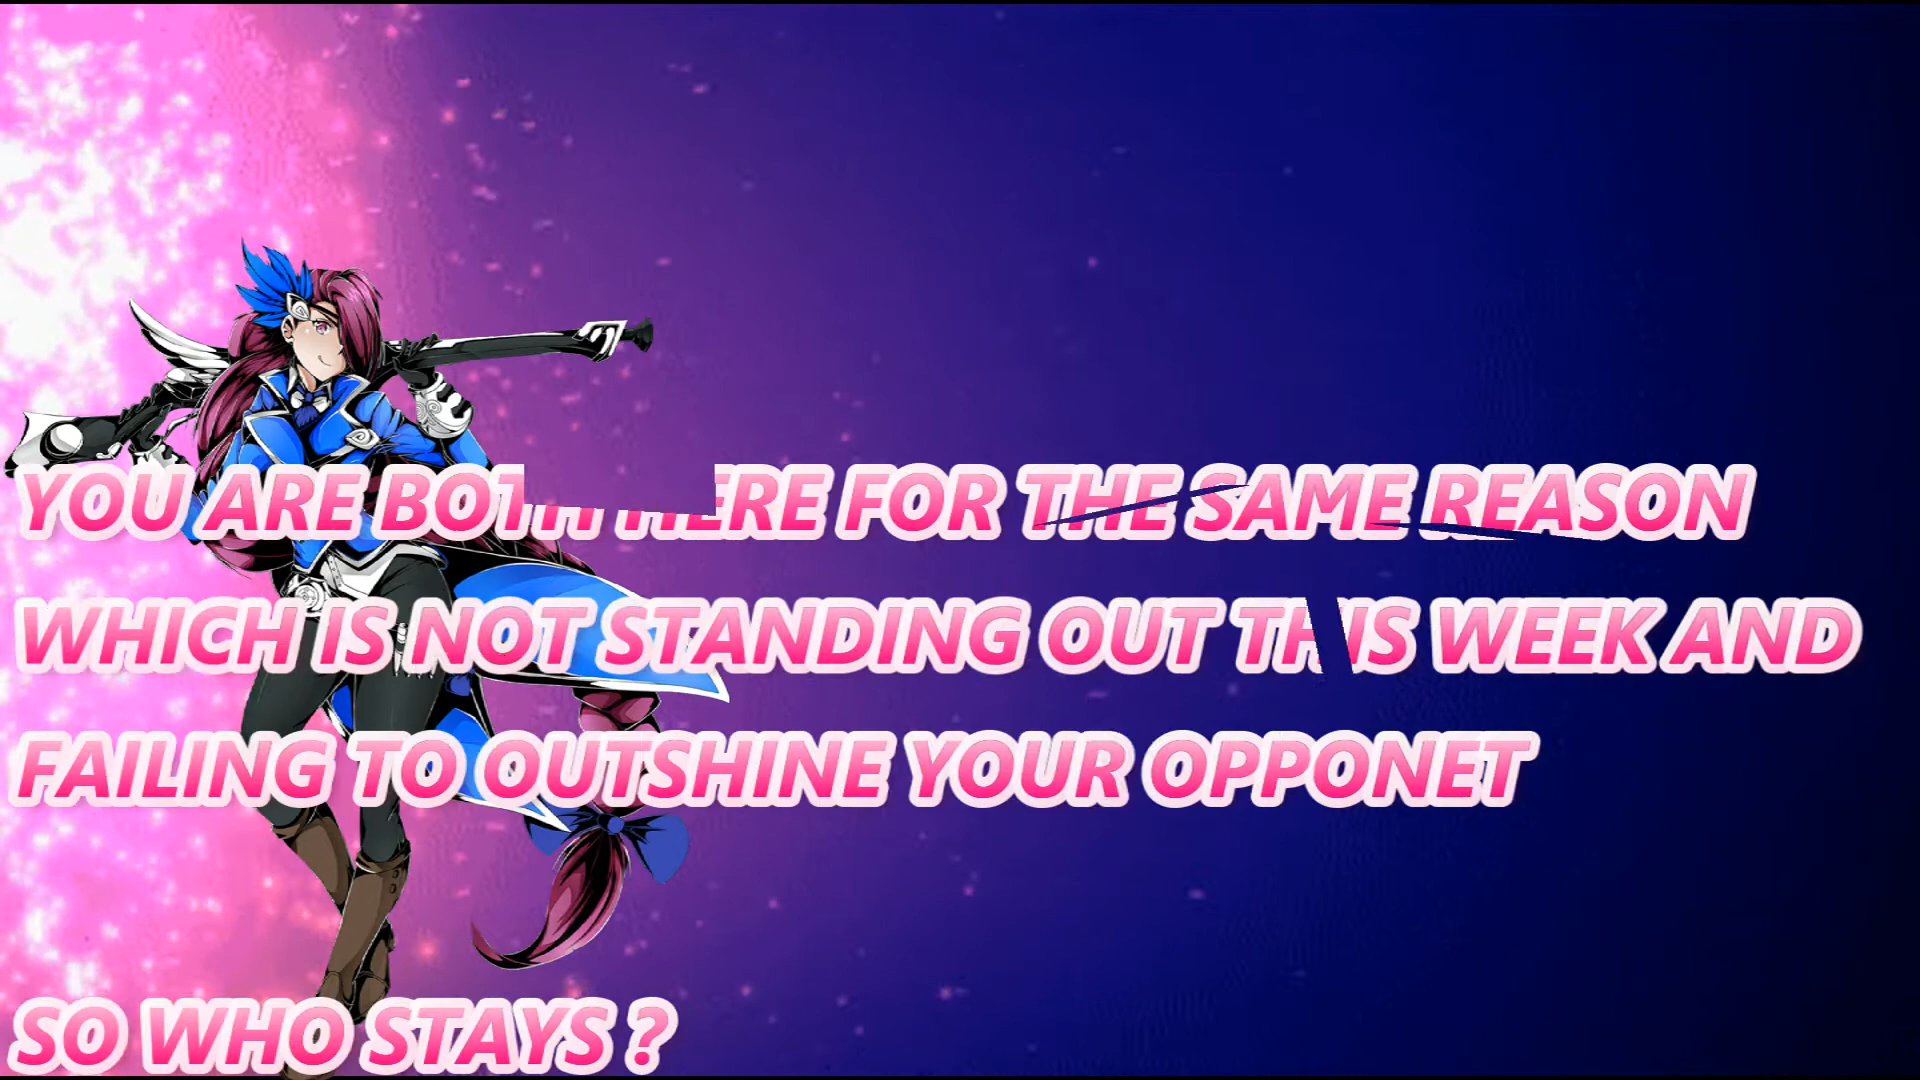 YOU ARE BOTH HERE FOR THE SAME REASON
WHICH IS NOT STANDING OUT THIS WEEK AND
FAILING TO OUTSHINE YOUR OPPONET
SO WHO STAYS ?